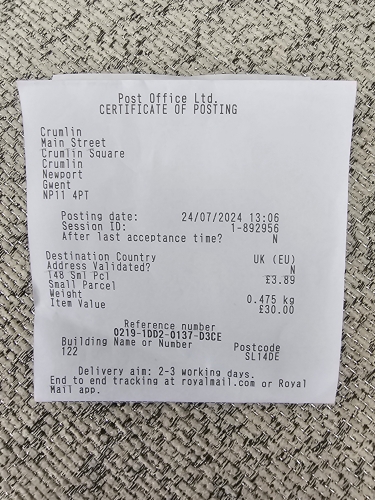 Post Office Ltd.
CERTIFICATE OF POSTING
Crumlin
Main Street
Crumlin Square
Crumlin
Newport
Gwent
NP11 4PT
Posting date: 24/07/2024 13:06
Session ID: 1-892956
After last acceptance time? N
Destination Country UK (EU)
Address Validated? N
T48 Sml Pcl £3.89
Small Parcel
Weight 0.475 kg
Item Value £30.00
Reference number
0219-1DD2-0137-D3CE
Building Name or Number Postcode
122 SL14DE
Delivery aim: 2-3 working days.
End to end tracking at royalmail.com or Royal
Mail app.